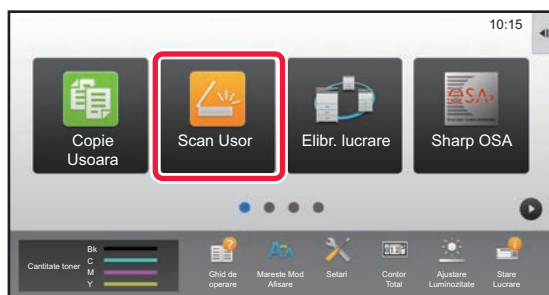 10:15
Copie
Usoara
Scan Usor
Elibr. lucrare
Sharp OSA
Cantitate toner
Bk
C
M
Y
Ghid de
operare
Mareste Mod
Afisare
Setari
Contor
Total
Ajustare
Luminozitate
Stare
Lucrare